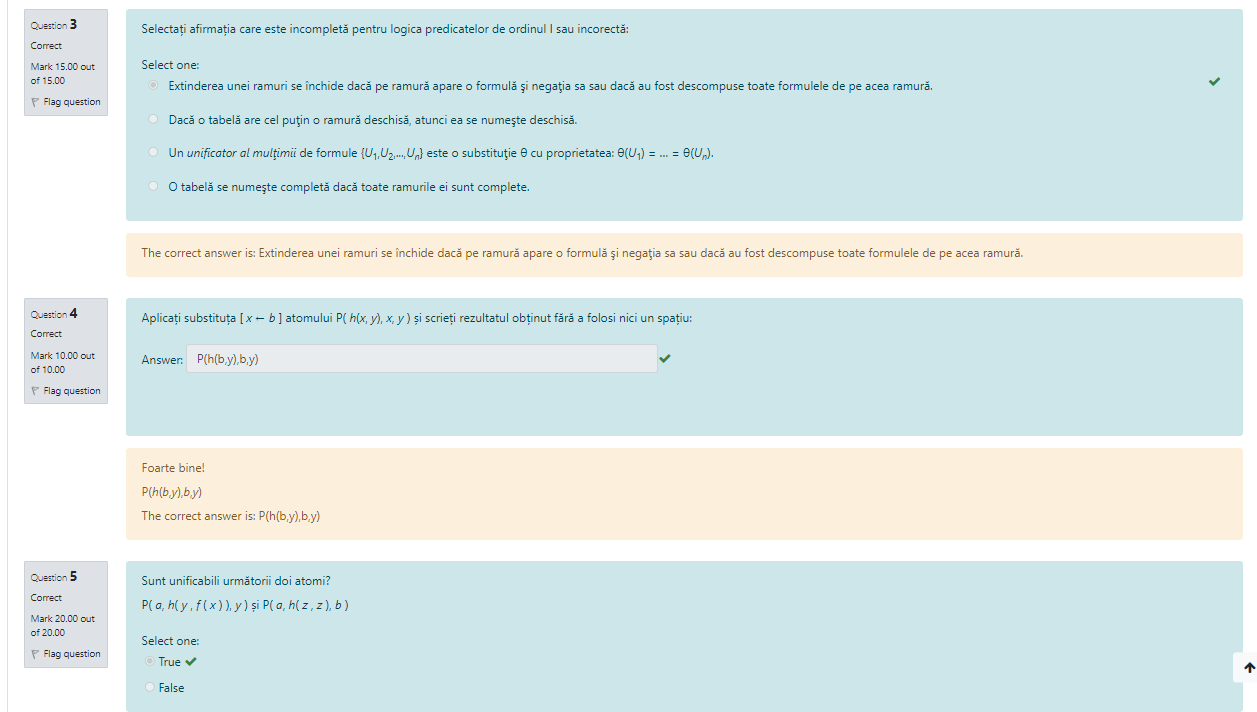 Question 3
Correct
Mark 15.00 out
of 15.00
Flag question
Selectați afirmația care este incompletă pentru logica predicatelor de ordinul I sau incorectă:
Select one:
Extinderea unei ramuri se închide dacă pe ramură apare o formulă şi negaţia sa sau dacă au fost descompuse toate formulele de pe acea ramură.
Dacă o tabelă are cel puţin o ramură deschisă, atunci ea se numeşte deschisă.
Un unificator al mulţimii de formule {U1,U2,...,Un} este o substituţie θ cu proprietatea: θ(U1) = ... = θ(Un).
O tabelă se numeşte completă dacă toate ramurile ei sunt complete.
The correct answer is: Extinderea unei ramuri se închide dacă pe ramură apare o formulă şi negaţia sa sau dacă au fost descompuse toate formulele de pe acea ramură.
Question 4
Correct
Mark 10.00 out
of 10.00
Flag question
Aplicați substituța [ x ← b ] atomului P( h(x, y), x, y ) și scrieți rezultatul obținut fără a folosi nici un spațiu:
Answer: P(h(b,y),b,y)
Foarte bine!
P(h(b,y),b,y)
The correct answer is: P(h(b,y),b,y)
Question 5
Correct
Mark 20.00 out
of 20.00
Flag question
Sunt unificabili următorii doi atomi?
P( a, h( y , f ( x ) ), y ) și P( a, h( z , z ), b )
Select one:
True
False